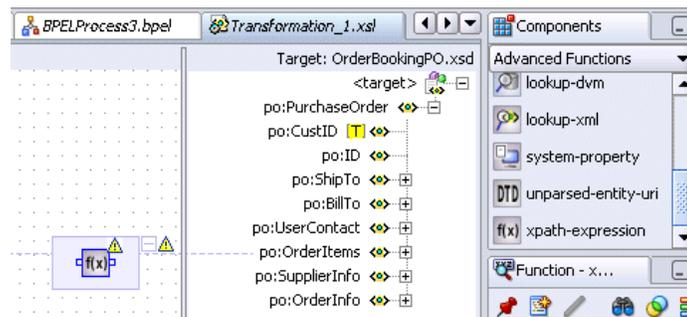 BPELProcess3.bpel
Transformation_1.xsl
Components
Target: OrderBookingPO.xsd
Advanced Functions
<target>
lookup-dvm
po:PurchaseOrder
lookup-xml
po:CustID T
po:ID
system-property
po:ShipTo
DTD unparsed-entity-uri
po:BillTo
po:UserContact
f(x) xpath-expression
po:OrderItems
f(x)
po:SupplierInfo
Function - x...
po:OrderInfo